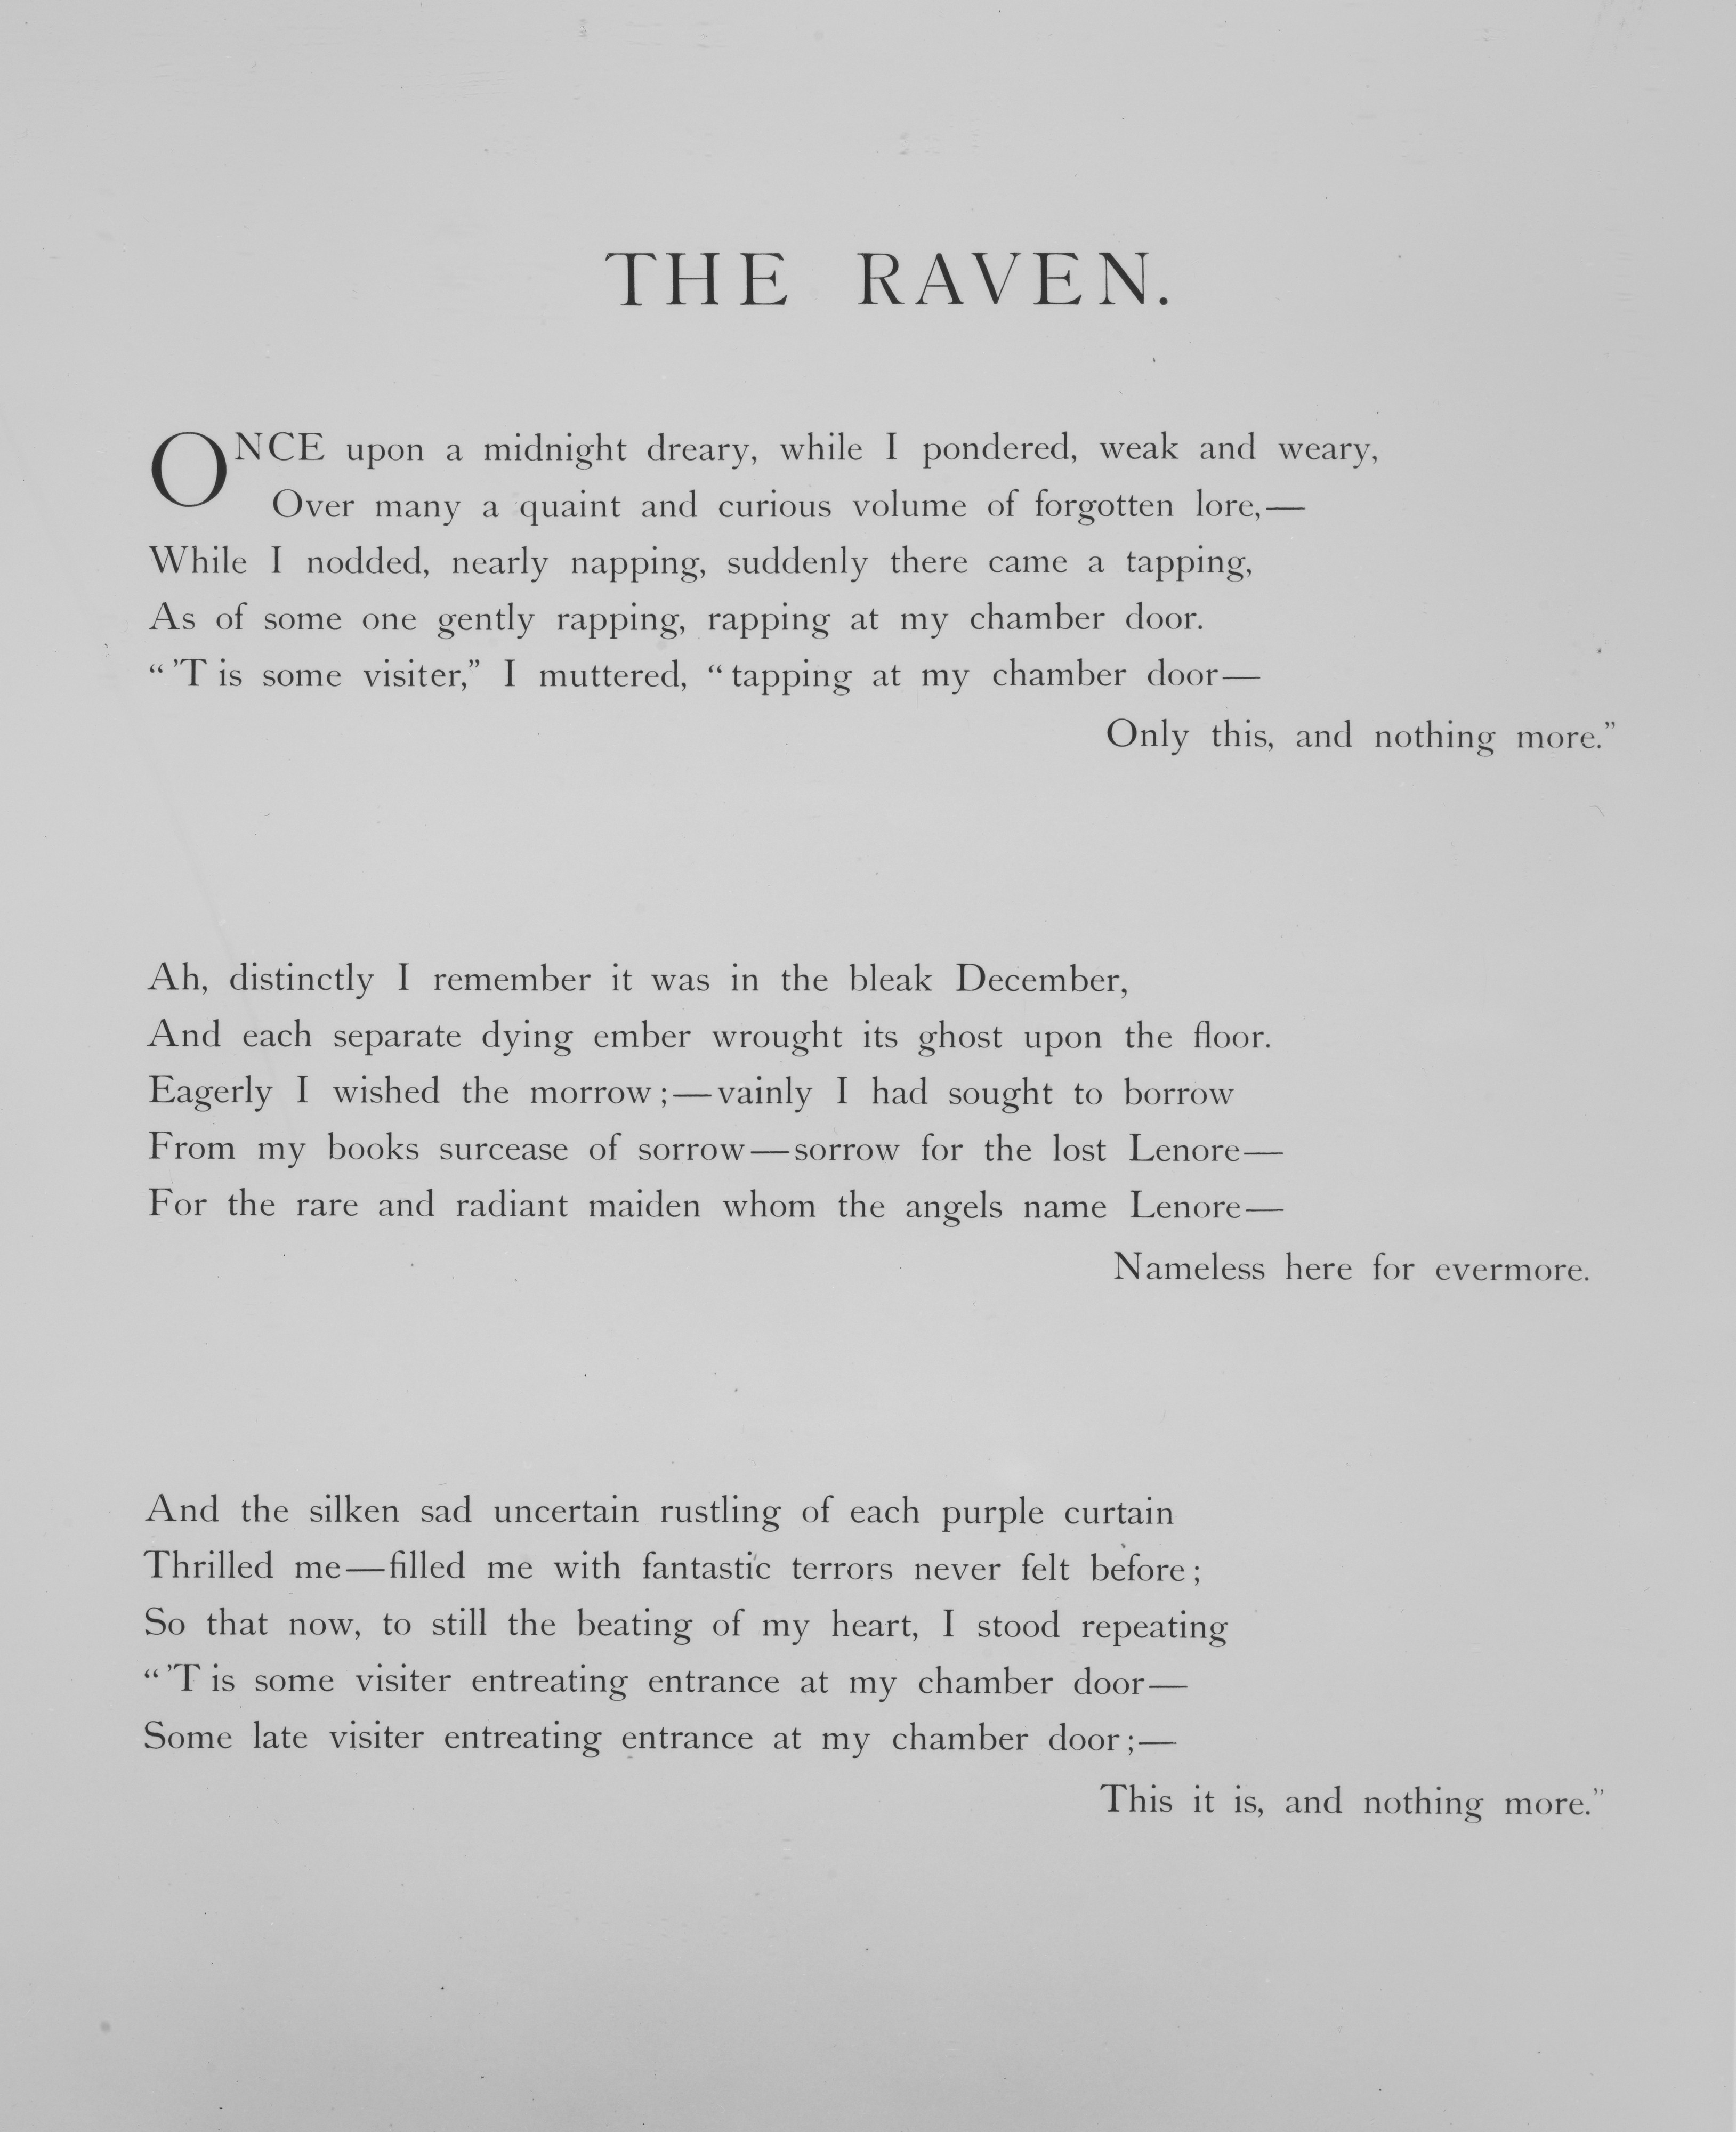 THE RAVEN.
ONCE upon a midnight dreary, while I pondered, weak and weary,
Over many a quaint and curious volume of forgotten lore,—
While I nodded, nearly napping, suddenly there came a tapping,
As of some one gently rapping, rapping at my chamber door.
“ ’T is some visiter,” I muttered, “ tapping at my chamber door—
Only this, and nothing more.”
Ah, distinctly I remember it was in the bleak December,
And each separate dying ember wrought its ghost upon the floor.
Eagerly I wished the morrow ;—vainly I had sought to borrow
From my books surcease of sorrow—sorrow for the lost Lenore—
For the rare and radiant maiden whom the angels name Lenore—
Nameless here for evermore.
And the silken sad uncertain rustling of each purple curtain
Thrilled me—filled me with fantastic terrors never felt before ;
So that now, to still the beating of my heart, I stood repeating
“ ’T is some visiter entreating entrance at my chamber door—
Some late visiter entreating entrance at my chamber door ;—
This it is, and nothing more.”